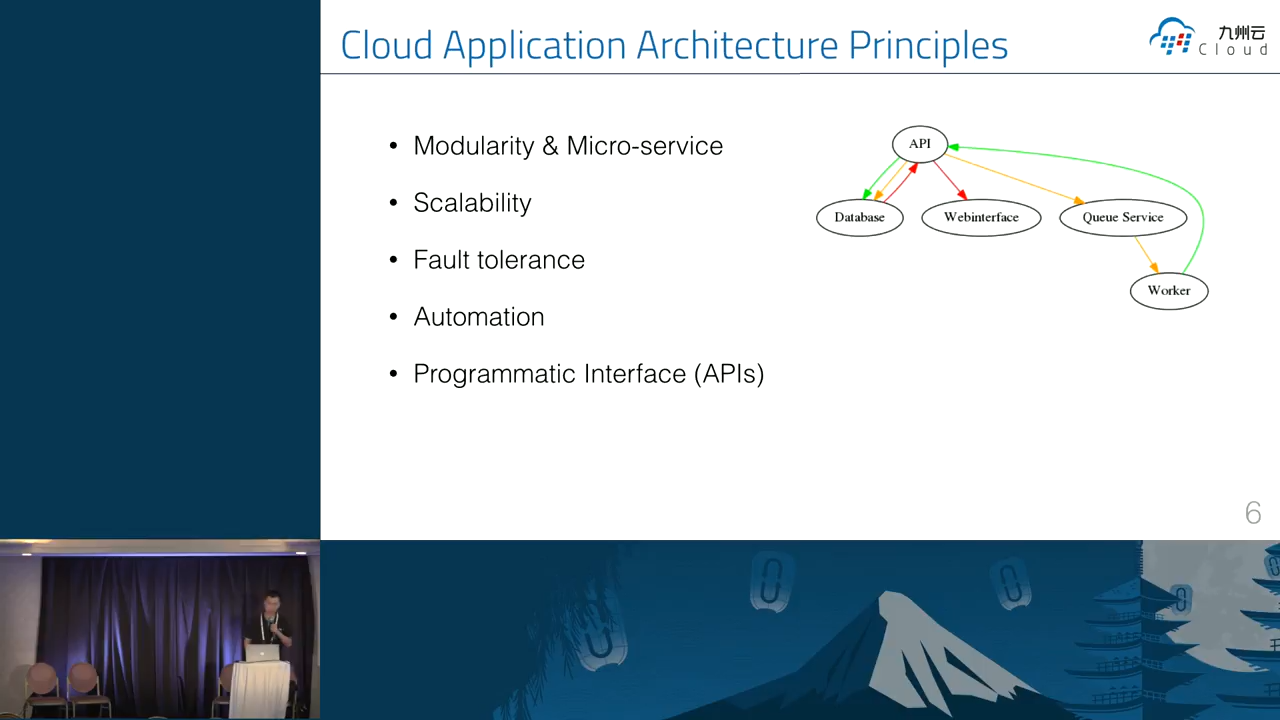 Cloud Application Architecture Principles
九州云
Cloud
• Modularity & Micro-service
• Scalability
• Fault tolerance
• Automation
• Programmatic Interface (APIs)
API
Database
Webinterface
Queue Service
Worker
6